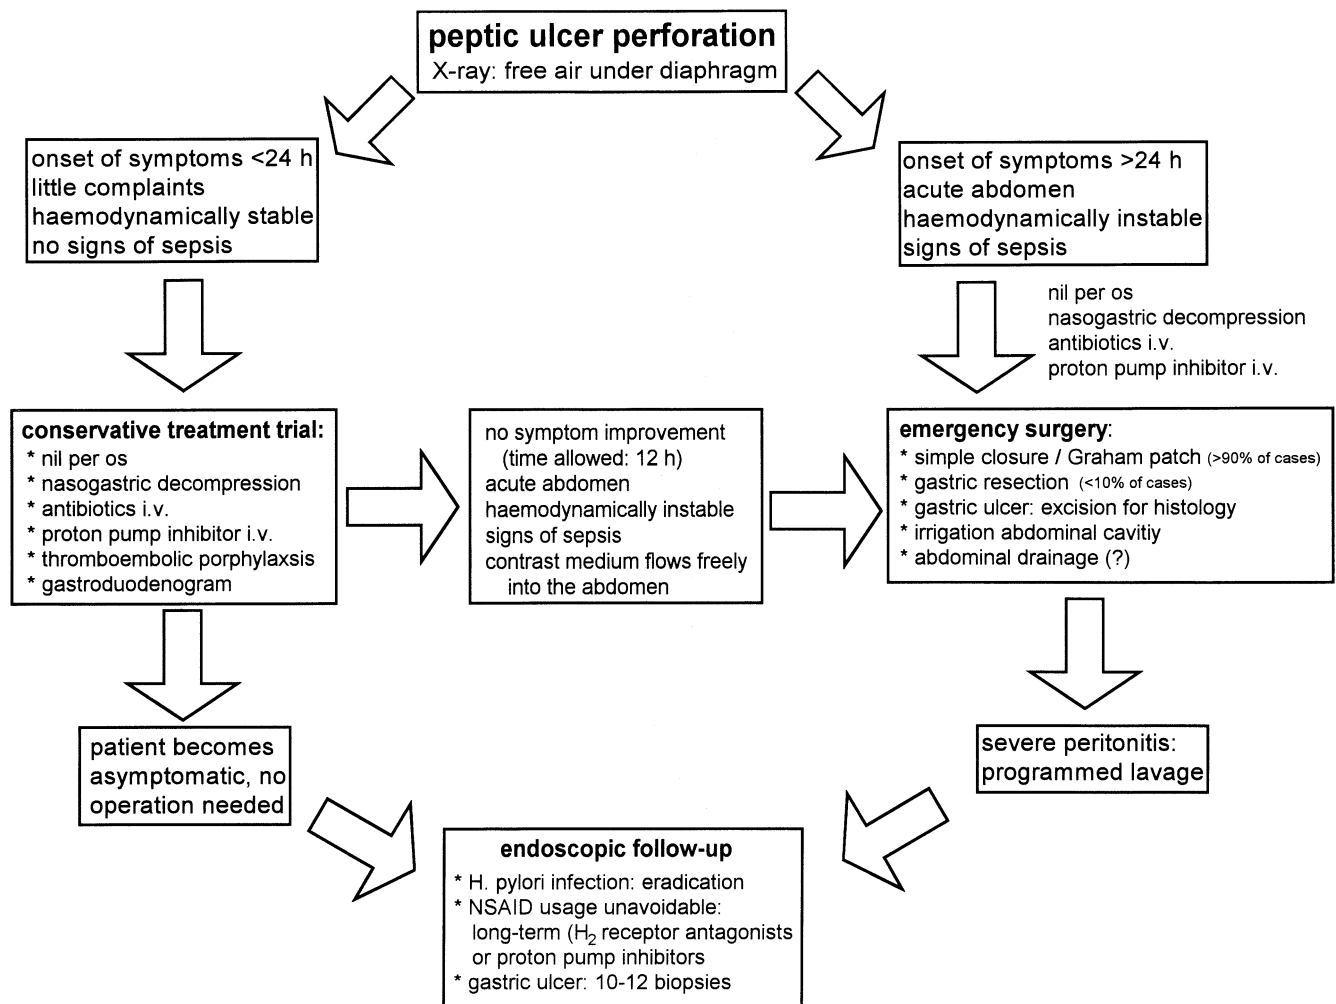 peptic ulcer perforation
X-ray: free air under diaphragm
onset of symptoms <24 h
little complaints
haemodynamically stable
no signs of sepsis
onset of symptoms >24 h
acute abdomen
haemodynamically instable
signs of sepsis
nil per os
nasogastric decompression
antibiotics i.v.
proton pump inhibitor i.v.
conservative treatment trial:
* nil per os
* nasogastric decompression
* antibiotics i.v.
* proton pump inhibitor i.v.
* thromboembolic porphylaxsis
* gastroduodenogram
no symptom improvement
(time allowed: 12 h)
acute abdomen
haemodynamically instable
signs of sepsis
contrast medium flows freely
into the abdomen
emergency surgery:
* simple closure / Graham patch (>90% of cases)
* gastric resection (<10% of cases)
* gastric ulcer: excision for histology
* irrigation abdominal cavitiy
* abdominal drainage (?)
patient becomes
asymptomatic, no
operation needed
severe peritonitis:
programmed lavage
endoscopic follow-up
* H. pylori infection: eradication
* NSAID usage unavoidable:
long-term (H2 receptor antagonists
or proton pump inhibitors
* gastric ulcer: 10-12 biopsies